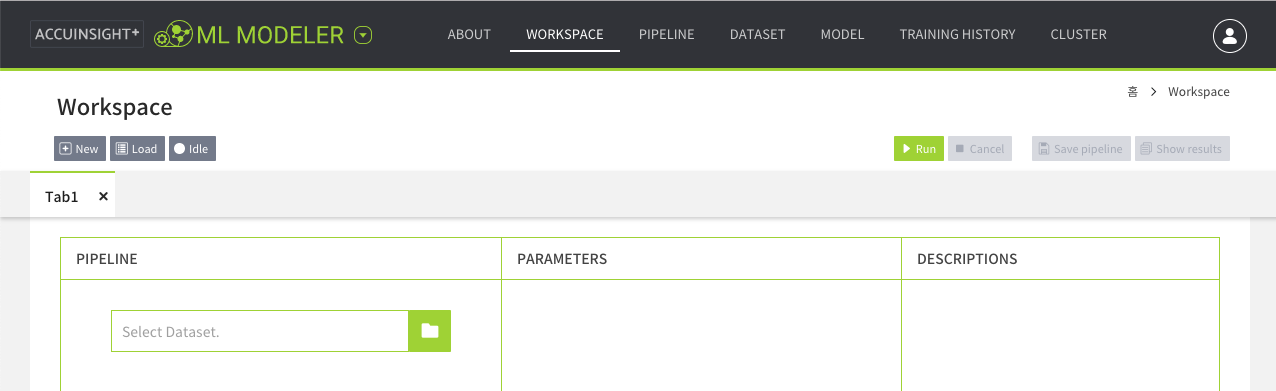 ACCUINSIGHT+ ML MODELER ABOUT WORKSPACE PIPELINE DATASET MODEL TRAINING HISTORY CLUSTER
홈 > Workspace
Workspace
New Load Idle Run Cancel Save pipeline Show results
Tab1 ×
PIPELINE PARAMETERS DESCRIPTIONS
Select Dataset.